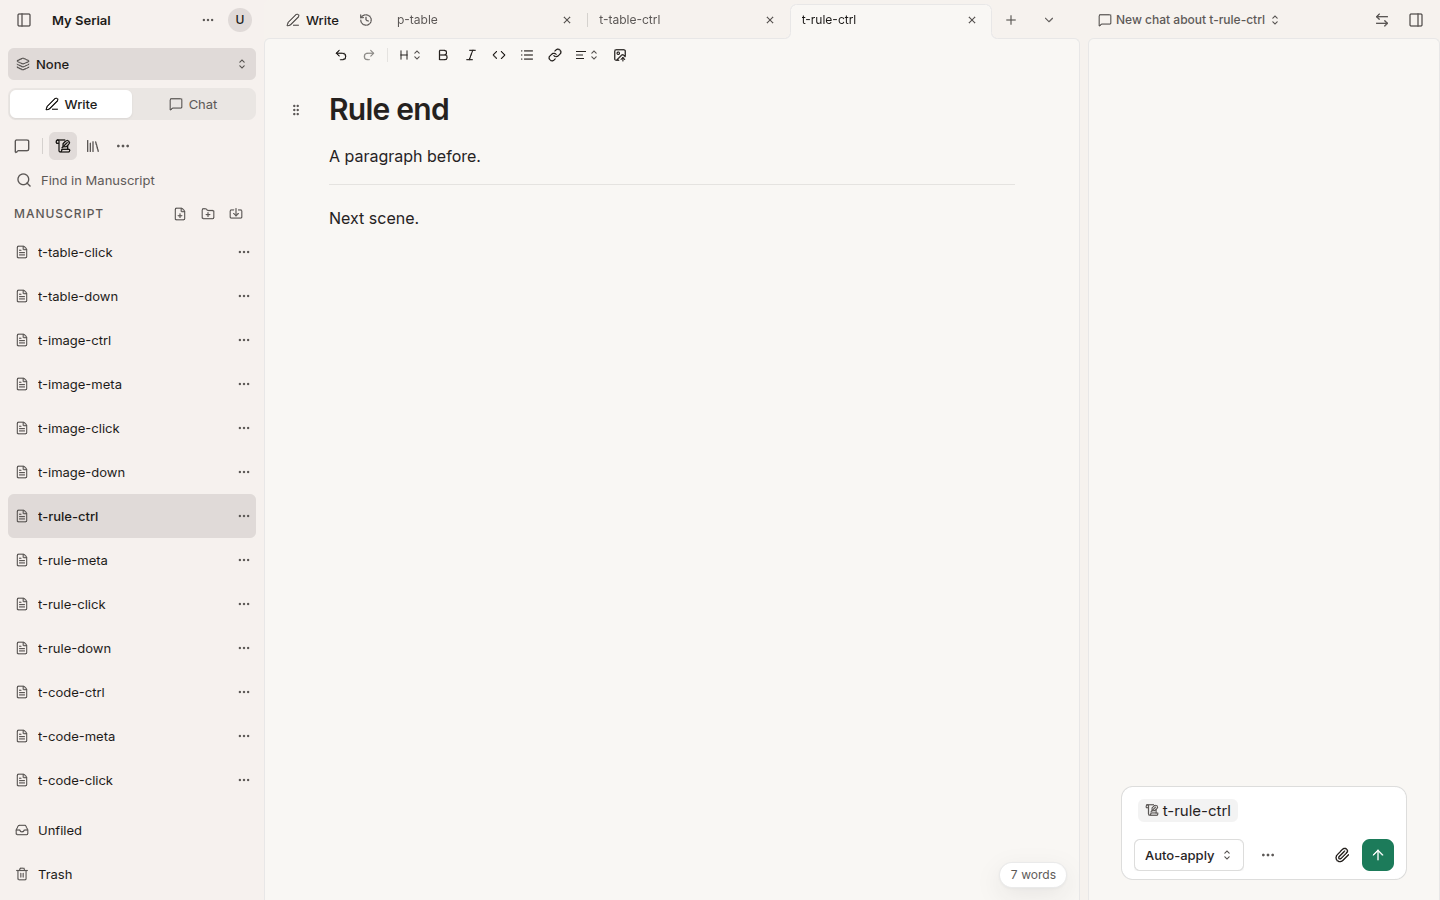 My Serial
U
None
Write
Chat
Find in Manuscript
MANUSCRIPT
t-table-click
t-table-down
t-image-ctrl
t-image-meta
t-image-click
t-image-down
t-rule-ctrl
t-rule-meta
t-rule-click
t-rule-down
t-code-ctrl
t-code-meta
t-code-click
Unfiled
Trash
Write
p-table
t-table-ctrl
t-rule-ctrl
H
B
I
Rule end
A paragraph before.
Next scene.
7 words
New chat about t-rule-ctrl
t-rule-ctrl
Auto-apply